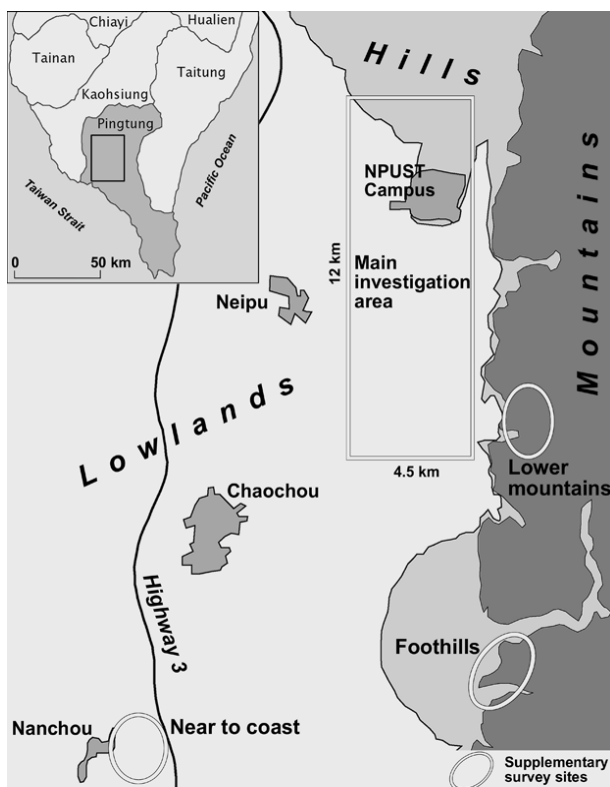 Chiayi
Hualien
Tainan
Taitung
Kaohsiung
Pingtung
Pacific Ocean
Taiwan Strait
0 50 km
Hills
Mountains
NPUST
Campus
12 km
Main
investigation
area
Neipu
Lowlands
4.5 km
Lower
mountains
Chaochou
Highway 3
Foothills
Nanchou
Near to coast
Supplementary
survey sites